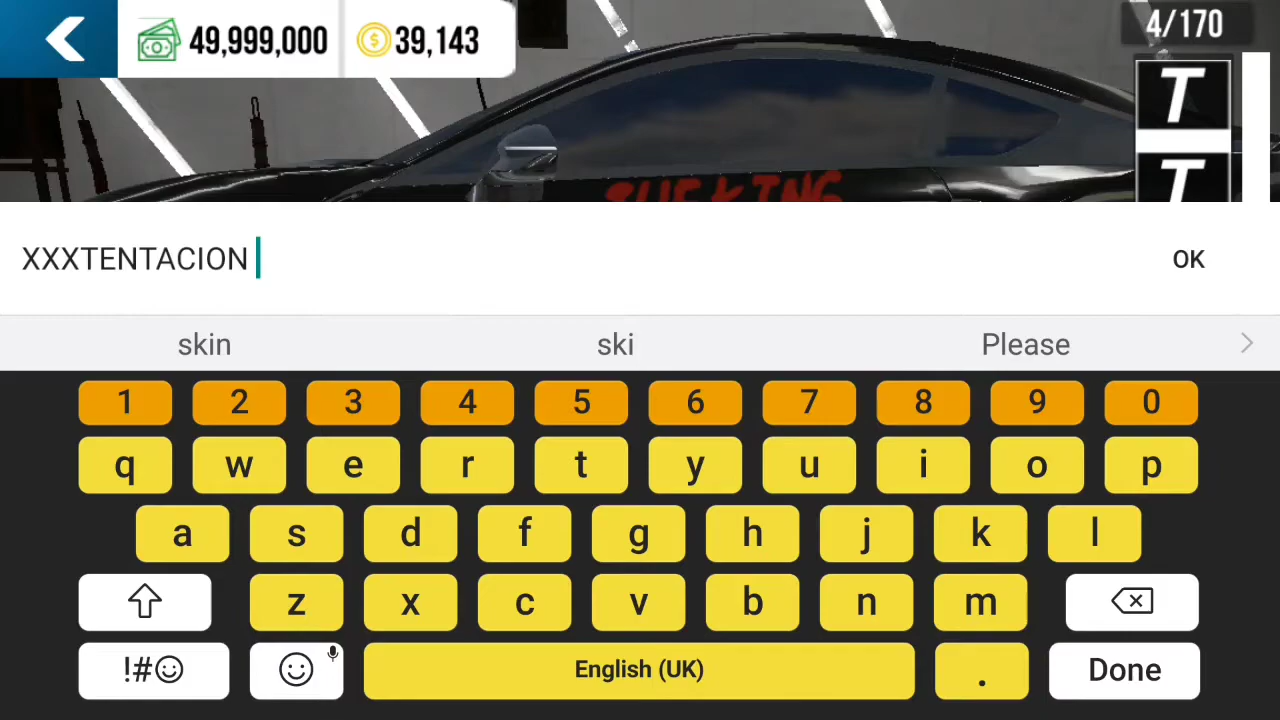 49,999,000 39,143 4/170
T
T
XXXTENTACION OK
skin ski Please
1 2 3 4 5 6 7 8 9 0
q w e r t y u i o p
a s d f g h j k l
z x c v b n m
!#☺ English (UK) . Done